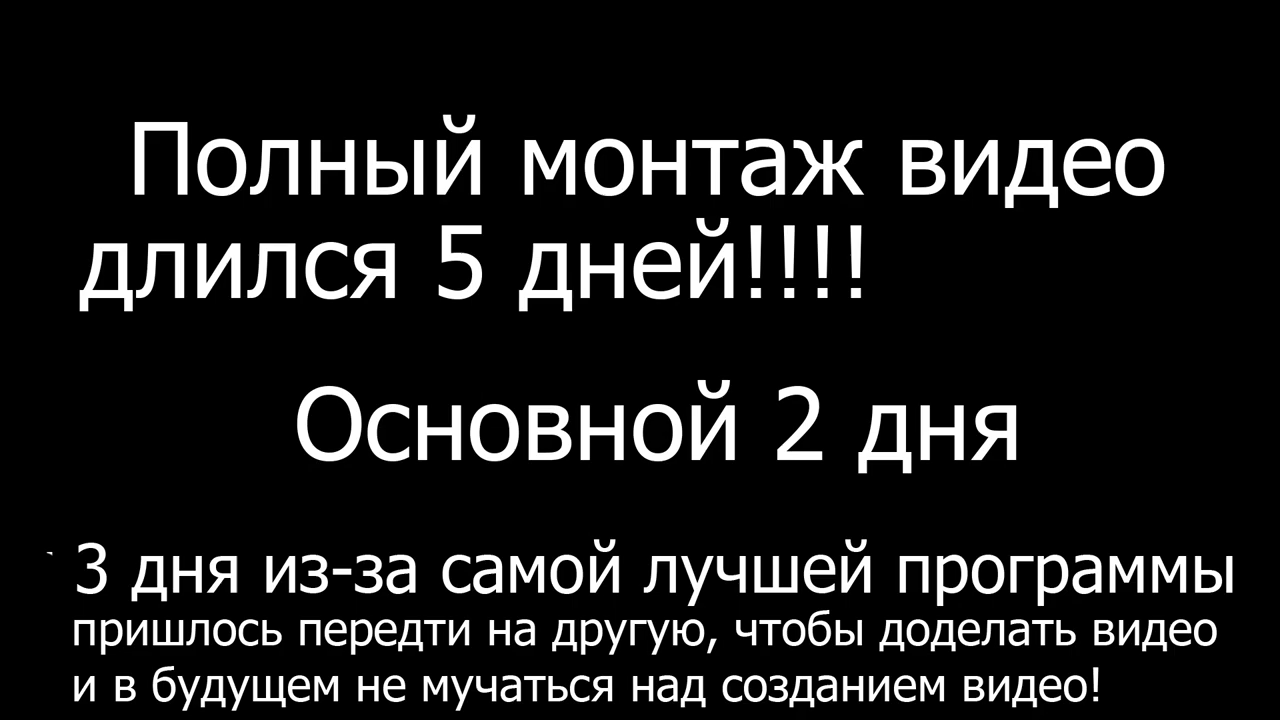 Полный монтаж видео
длился 5 дней!!!!
Основной 2 дня
3 дня из-за самой лучшей программы
пришлось передти на другую, чтобы доделать видео
и в будущем не мучаться над созданием видео!